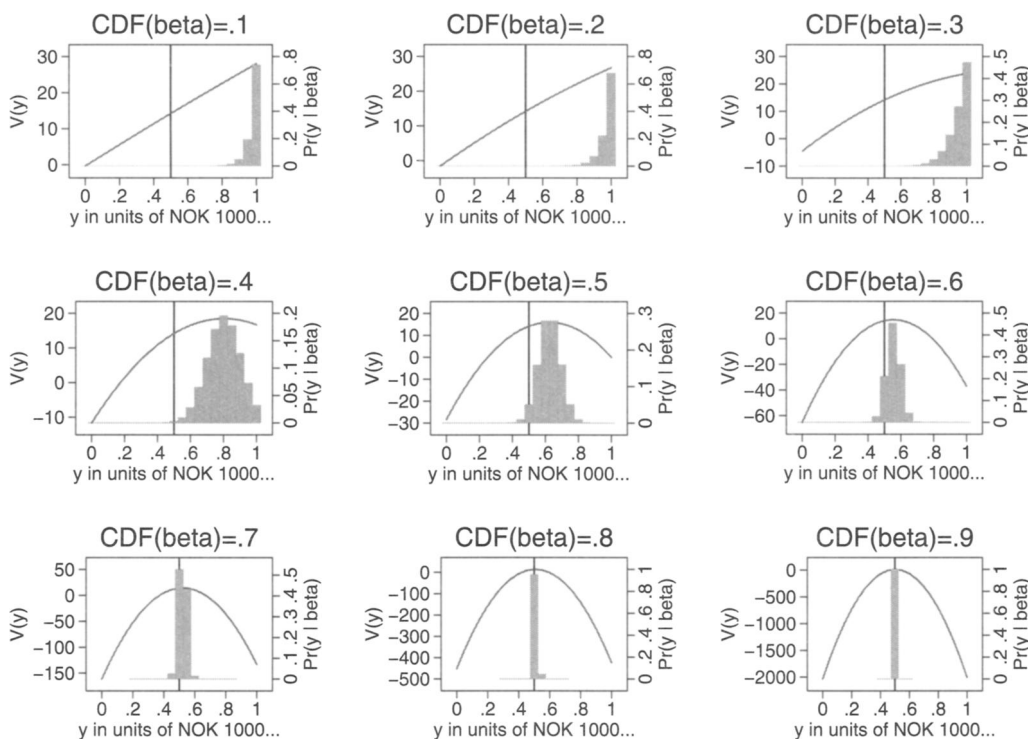 CDF(beta)=.1
V(y)
30
20
10
0
0 .2 .4 .6 .8
Pr(y | beta)
0 .2 .4 .6 .8 1
y in units of NOK 1000...
CDF(beta)=.2
V(y)
30
20
10
0
0 .2 .4 .6 .8
Pr(y | beta)
0 .2 .4 .6 .8 1
y in units of NOK 1000...
CDF(beta)=.3
V(y)
30
20
10
0
−10
0 .1 .2 .3 .4 .5
Pr(y | beta)
0 .2 .4 .6 .8 1
y in units of NOK 1000...
CDF(beta)=.4
V(y)
20
10
0
−10
0 .05 .1 .15 .2
Pr(y | beta)
0 .2 .4 .6 .8 1
y in units of NOK 1000...
CDF(beta)=.5
V(y)
20
10
0
−10
−20
−30
0 .1 .2 .3
Pr(y | beta)
0 .2 .4 .6 .8 1
y in units of NOK 1000...
CDF(beta)=.6
V(y)
20
0
−20
−40
−60
0 .1 .2 .3 .4 .5
Pr(y | beta)
0 .2 .4 .6 .8 1
y in units of NOK 1000...
CDF(beta)=.7
V(y)
50
0
−50
−100
−150
0 .1 .2 .3 .4 .5
Pr(y | beta)
0 .2 .4 .6 .8 1
y in units of NOK 1000...
CDF(beta)=.8
V(y)
0
−100
−200
−300
−400
−500
0 .2 .4 .6 .8 1
Pr(y | beta)
0 .2 .4 .6 .8 1
y in units of NOK 1000...
CDF(beta)=.9
V(y)
0
−500
−1000
−1500
−2000
0 .2 .4 .6 .8 1
Pr(y | beta)
0 .2 .4 .6 .8 1
y in units of NOK 1000...